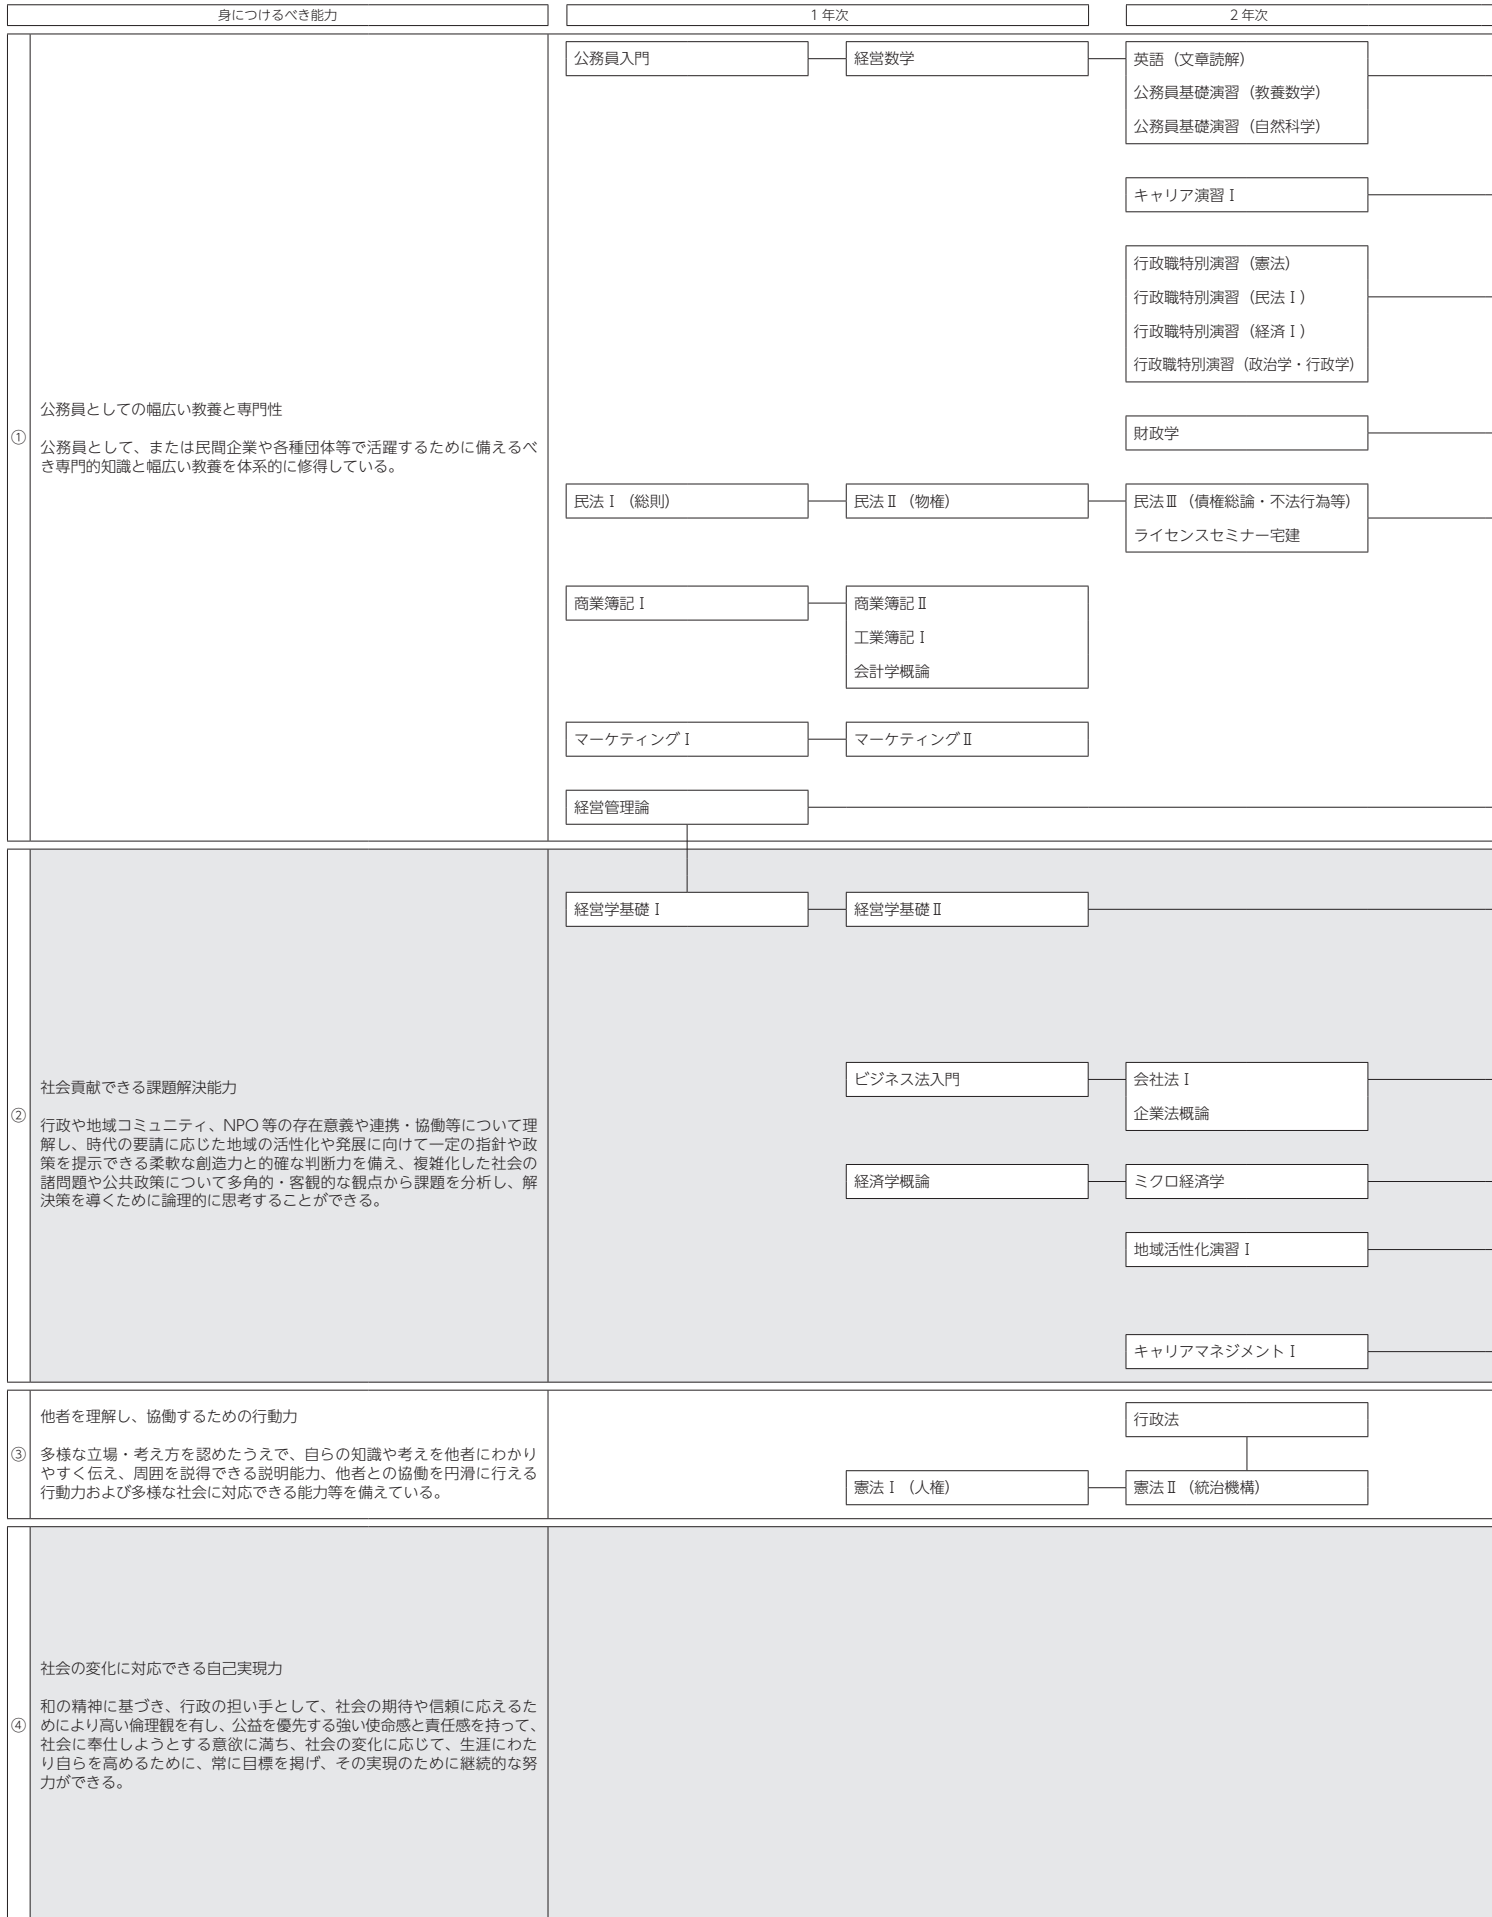 身につけるべき能力
1年次
2年次
公務員入門
経営数学
英語（文章読解）
公務員基礎演習（教養数学）
公務員基礎演習（自然科学）
キャリア演習Ⅰ
行政職特別演習（憲法）
行政職特別演習（民法Ⅰ）
行政職特別演習（経済Ⅰ）
行政職特別演習（政治学・行政学）
①
公務員としての幅広い教養と専門性
公務員として、または民間企業や各種団体等で活躍するために備えるべ
き専門的知識と幅広い教養を体系的に修得している。
財政学
民法Ⅰ（総則）
民法Ⅱ（物権）
民法Ⅲ（債権総論・不法行為等）
ライセンスセミナー宅建
商業簿記Ⅰ
商業簿記Ⅱ
工業簿記Ⅰ
会計学概論
マーケティングⅠ
マーケティングⅡ
経営管理論
経営学基礎Ⅰ
経営学基礎Ⅱ
②
社会貢献できる課題解決能力
行政や地域コミュニティ、NPO等の存在意義や連携・協働等について理
解し、時代の要請に応じた地域の活性化や発展に向けて一定の指針や政
策を提示できる柔軟な創造力と的確な判断力を備え、複雑化した社会の
諸問題や公共政策について多角的・客観的な観点から課題を分析し、解
決策を導くために論理的に思考することができる。
ビジネス法入門
会社法Ⅰ
企業法概論
経済学概論
ミクロ経済学
地域活性化演習Ⅰ
キャリアマネジメントⅠ
③
他者を理解し、協働するための行動力
多様な立場・考え方を認めたうえで、自らの知識や考えを他者にわかり
やすく伝え、周囲を説得できる説明能力、他者との協働を円滑に行える
行動力および多様な社会に対応できる能力等を備えている。
行政法
憲法Ⅰ（人権）
憲法Ⅱ（統治機構）
④
社会の変化に対応できる自己実現力
和の精神に基づき、行政の担い手として、社会の期待や信頼に応えるた
めにより高い倫理観を有し、公益を優先する強い使命感と責任感を持って、
社会に奉仕しようとする意欲に満ち、社会の変化に応じて、生涯にわた
り自らを高めるために、常に目標を掲げ、その実現のために継続的な努
力ができる。